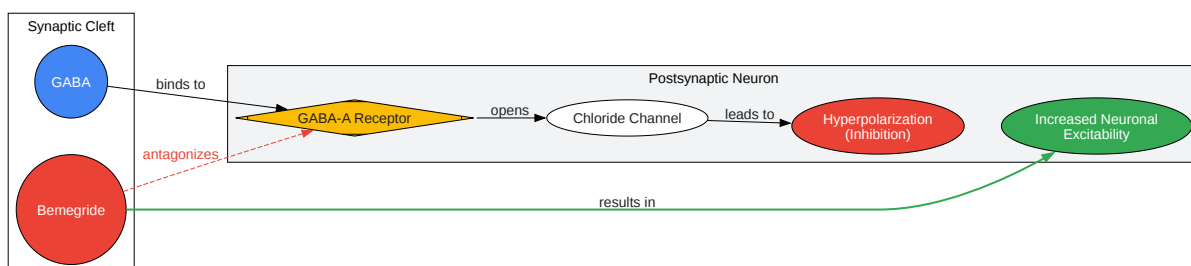 Synaptic Cleft
GABA
binds to
Postsynaptic Neuron
GABA-A Receptor
opens
Chloride Channel
leads to
Hyperpolarization
(Inhibition)
Increased Neuronal
Excitability
antagonizes
Bemegride
results in